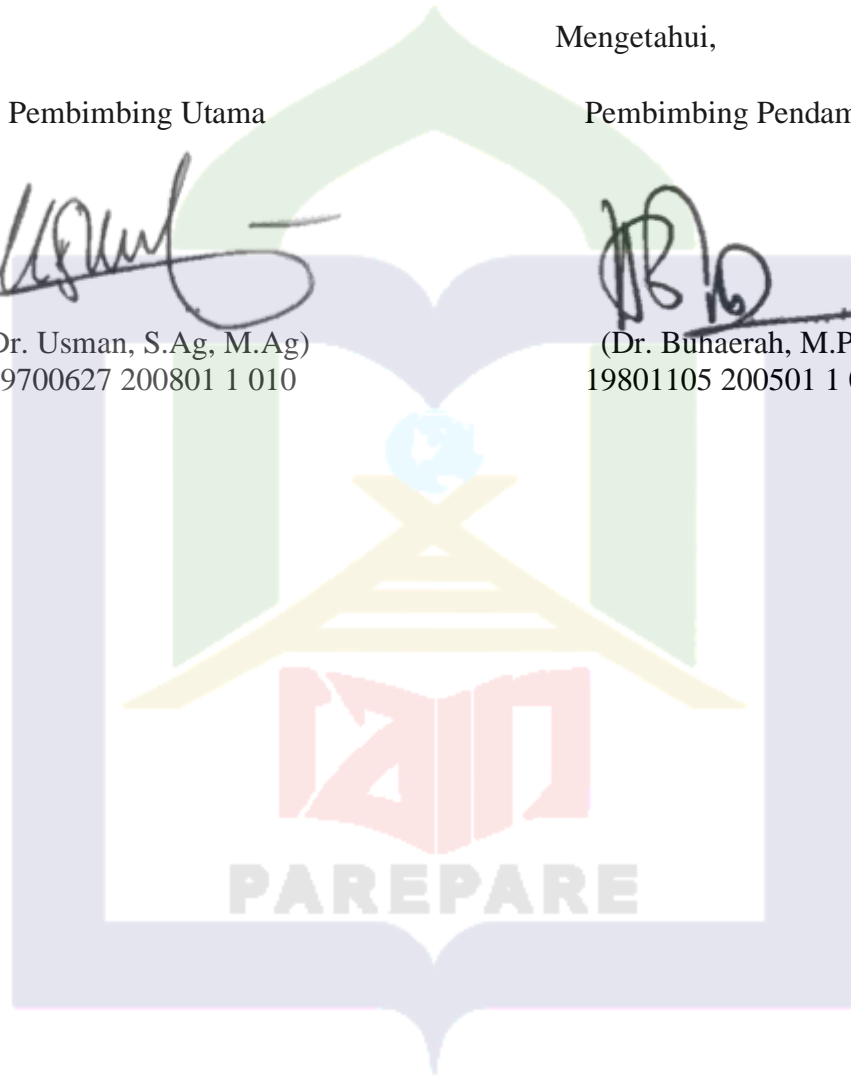 Mengetahui,
Pembimbing Utama Pembimbing Pendam
Dr. Usman, S.Ag, M.Ag) (Dr. Buhaerah, M.P
9700627 200801 1 010 19801105 200501 1
iain
PAREPARE